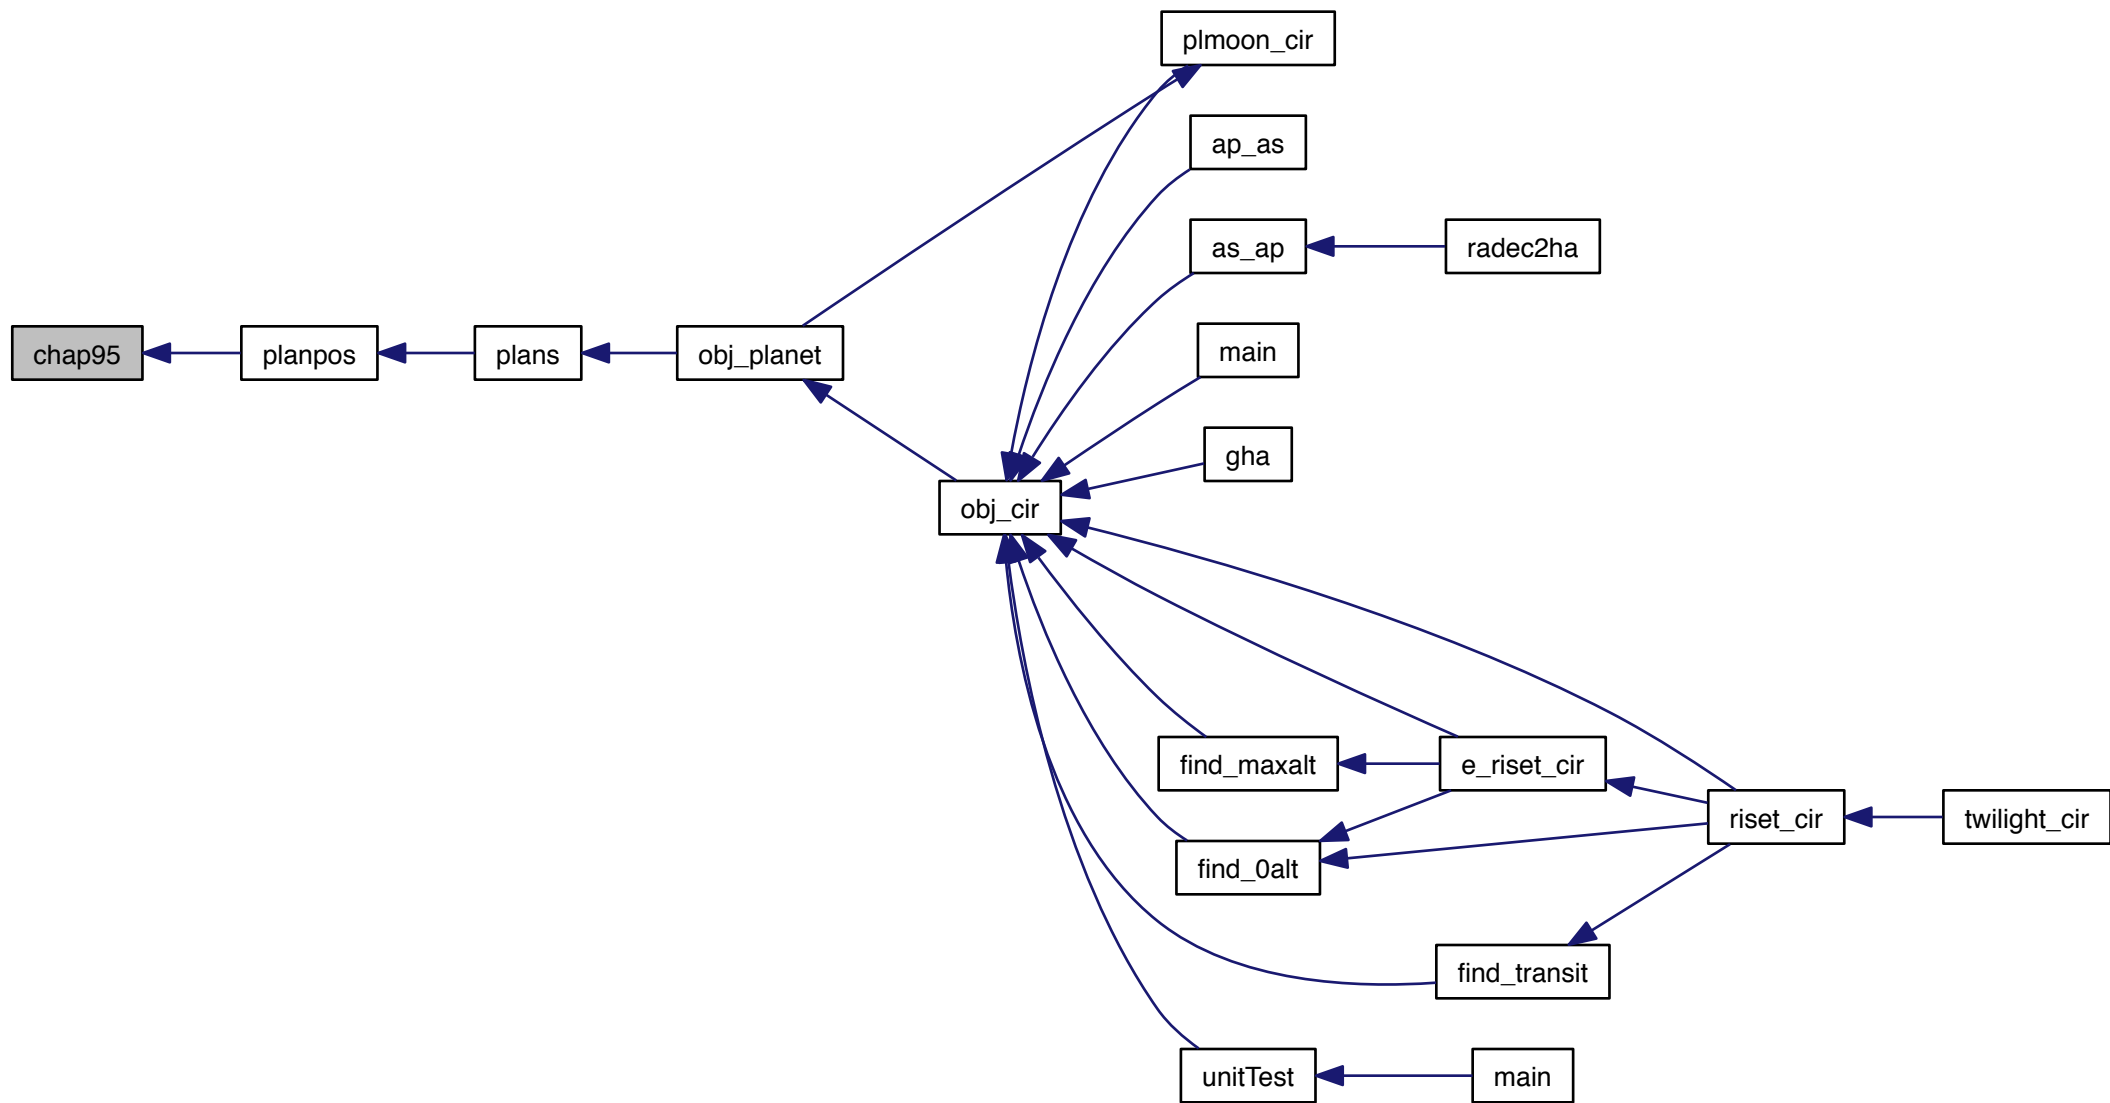 plmoon_cir
ap_as
as_ap
radec2ha
main
chap95
planpos
plans
obj_planet
gha
obj_cir
find_maxalt
e_riset_cir
riset_cir
twilight_cir
find_0alt
find_transit
unitTest
main